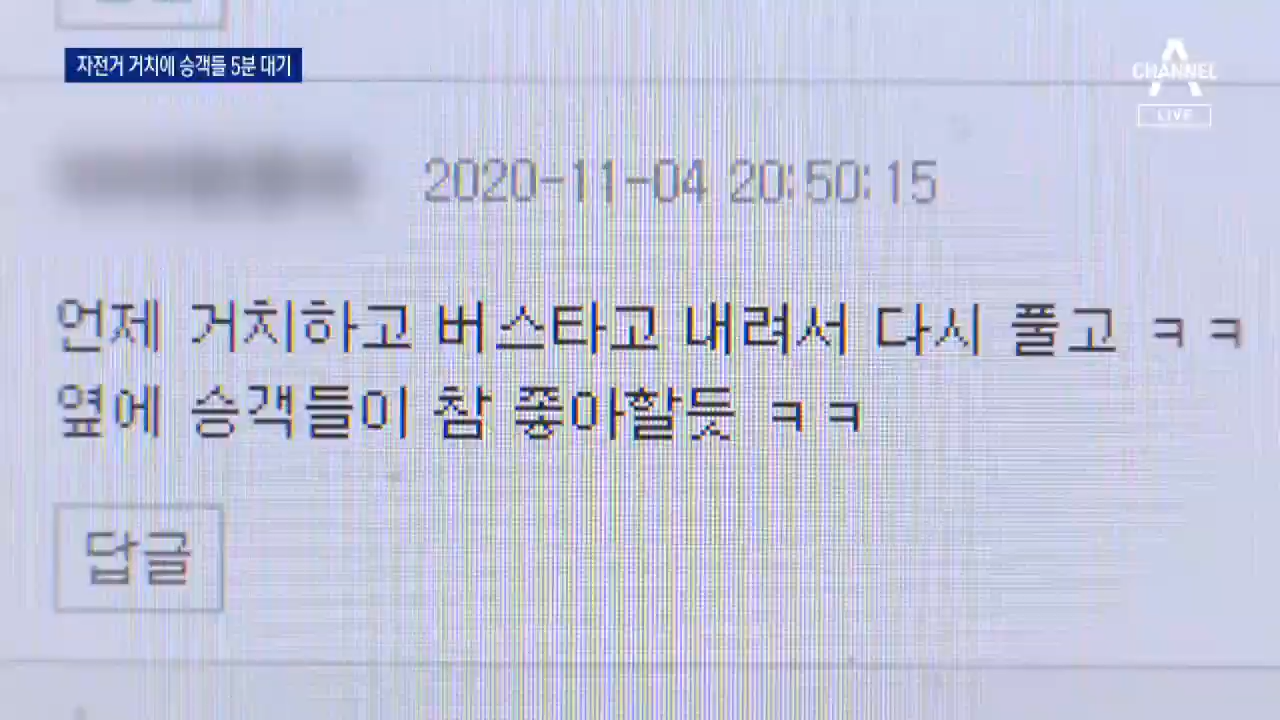 자전거 거치에 승객들 5분 대기
CHANNEL A
LIVE
2020-11-04 20:50:15
언제 거치하고 버스타고 내려서 다시 풀고 ㅋㅋ
옆에 승객들이 참 좋아할듯 ㅋㅋ
답글